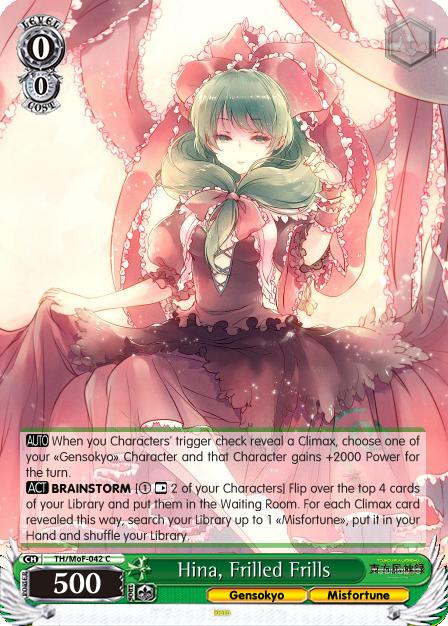 LEVEL
0
0
COST
AUTO When you Characters' trigger check reveal a Climax, choose one of
your «Gensokyo» Character and that Character gains +2000 Power for
the turn.
ACT BRAINSTORM [① 2 of your Characters] Flip over the top 4 cards
of your Library and put them in the Waiting Room. For each Climax card
revealed this way, search your Library up to 1 «Misfortune», put it in your
Hand and shuffle your Library.
CH TH/MoF-042 C
POWER 500 SOUL
Hina, Frilled Frills
Gensokyo Misfortune